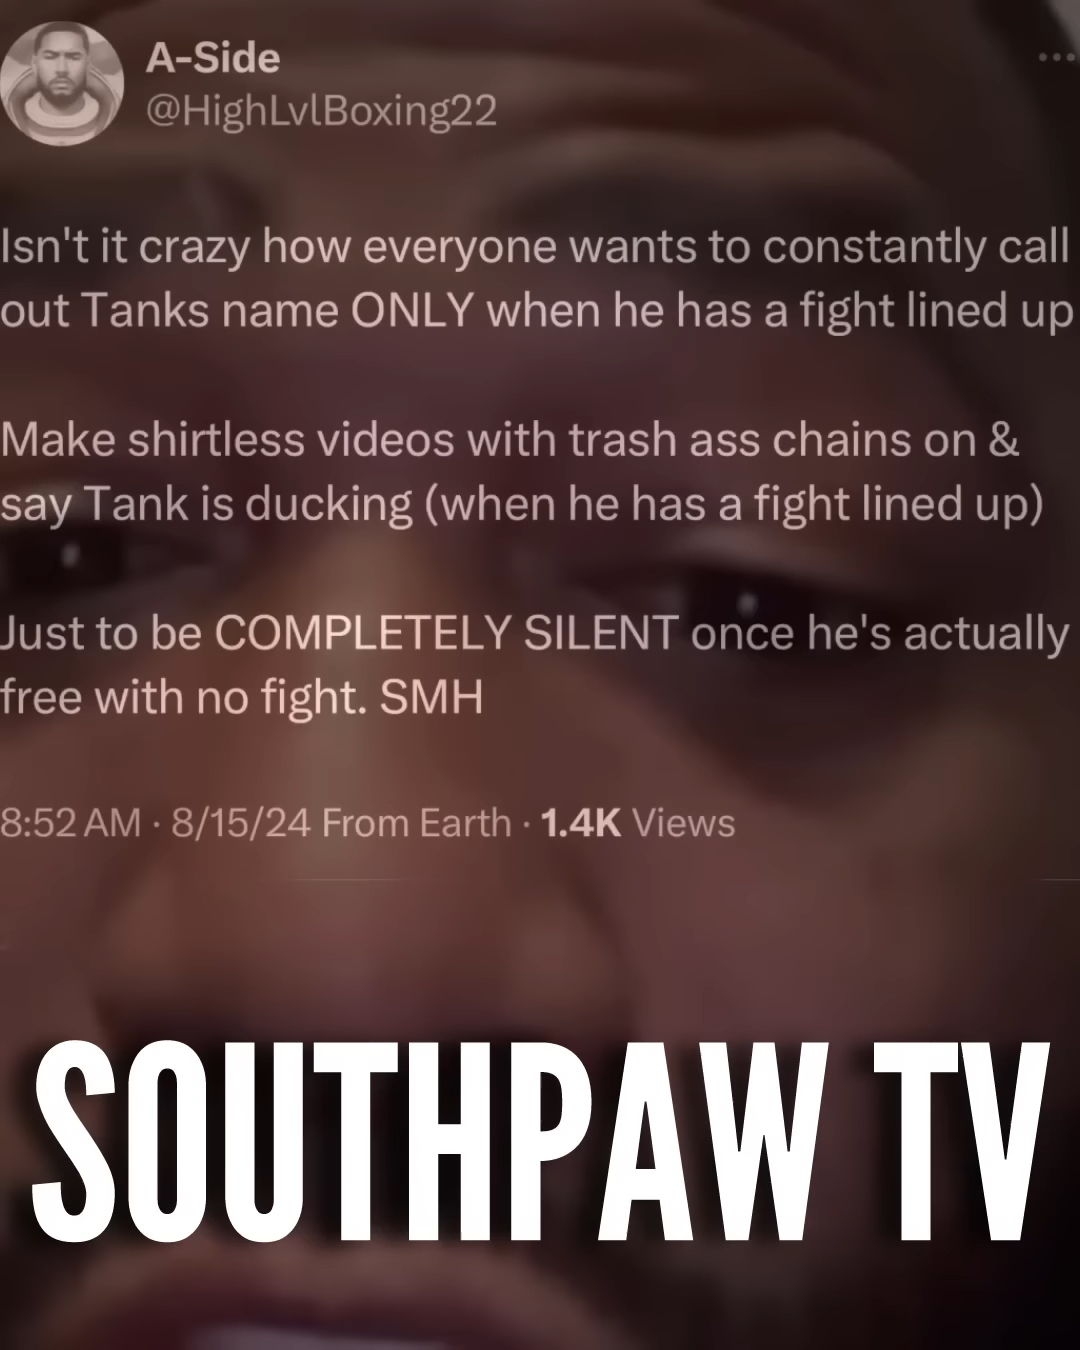 A-Side
@HighLvlBoxing22
Isn't it crazy how everyone wants to constantly call
out Tanks name ONLY when he has a fight lined up
Make shirtless videos with trash ass chains on &
say Tank is ducking (when he has a fight lined up)
Just to be COMPLETELY SILENT once he's actually
free with no fight. SMH
8:52 AM · 8/15/24 From Earth · 1.4K Views
SOUTHPAW TV